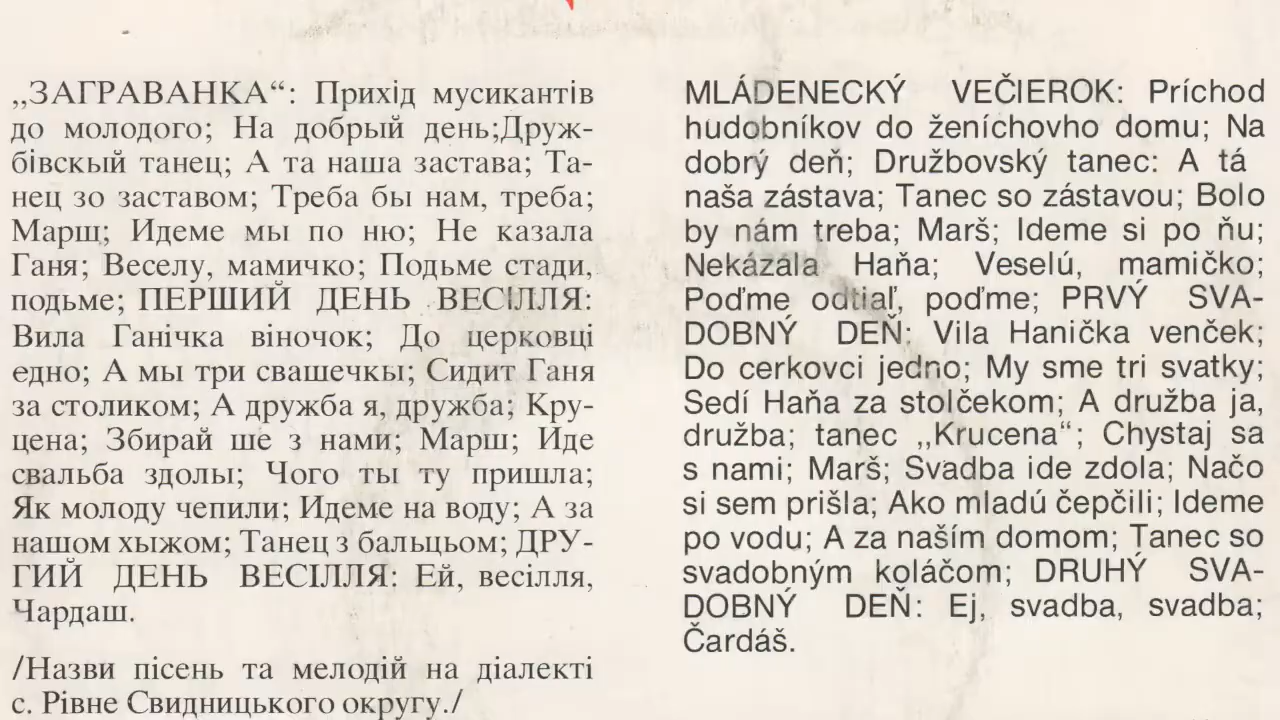 „ЗАГРАВАНКА“: Прихід мусикантів
до молодого; На добрый день;Друж-
бівскый танец; А та наша застава; Та-
нец зо заставом; Треба бы нам, треба;
Марш; Идеме мы по ню; Не казала
Ганя; Веселу, мамичко; Подьме стади,
подьме; ПЕРШИЙ ДЕНЬ ВЕСІЛЛЯ:
Вила Ганічка віночок; До церковці
едно; А мы три свашечкы; Сидит Ганя
за столиком; А дружба я, дружба; Кру-
цена; Збирай ше з нами; Марш; Иде
свальба здолы; Чого ты ту пришла;
Як молоду чепили; Идеме на воду; А за
нашом хыжом; Танец з бальцьом; ДРУ-
ГИЙ ДЕНЬ ВЕСІЛЛЯ: Ей, весілля,
Чардаш.
/Назви пісень та мелодій на діалекті
с. Рівне Свидницького округу./
MLÁDENECKÝ VEČIEROK: Príchod
hudobníkov do ženíchovho domu; Na
dobrý deň; Družbovský tanec: A tá
naša zástava; Tanec so zástavou; Bolo
by nám treba; Marš; Ideme si po ňu;
Nekázala Haňa; Veselú, mamičko;
Poďme odtiaľ, poďme; PRVÝ SVA-
DOBNÝ DEŇ: Vila Hanička venček;
Do cerkovci jedno; My sme tri svatky;
Sedí Haňa za stolčekom; A družba ja,
družba; tanec „Krucena“; Chystaj sa
s nami; Marš; Svadba ide zdola; Načo
si sem prišla; Ako mladú čepčili; Ideme
po vodu; A za naším domom; Tanec so
svadobným koláčom; DRUHÝ SVA-
DOBNÝ DEŇ: Ej, svadba, svadba;
Čardáš.